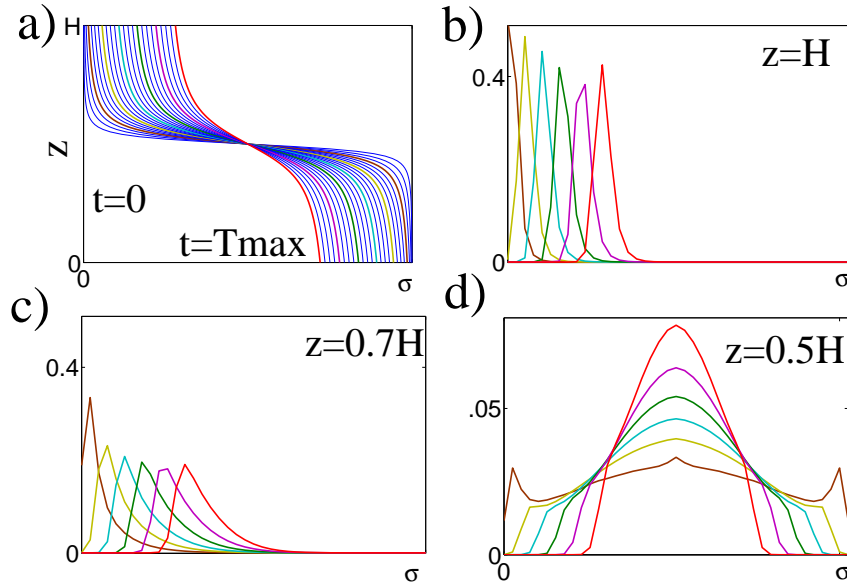 a)
H
z
t=0
t=Tmax
0
0
σ
b)
z=H
0.4
0
σ
c)
z=0.7H
0.4
0
σ
d)
z=0.5H
.05
0
0
σ